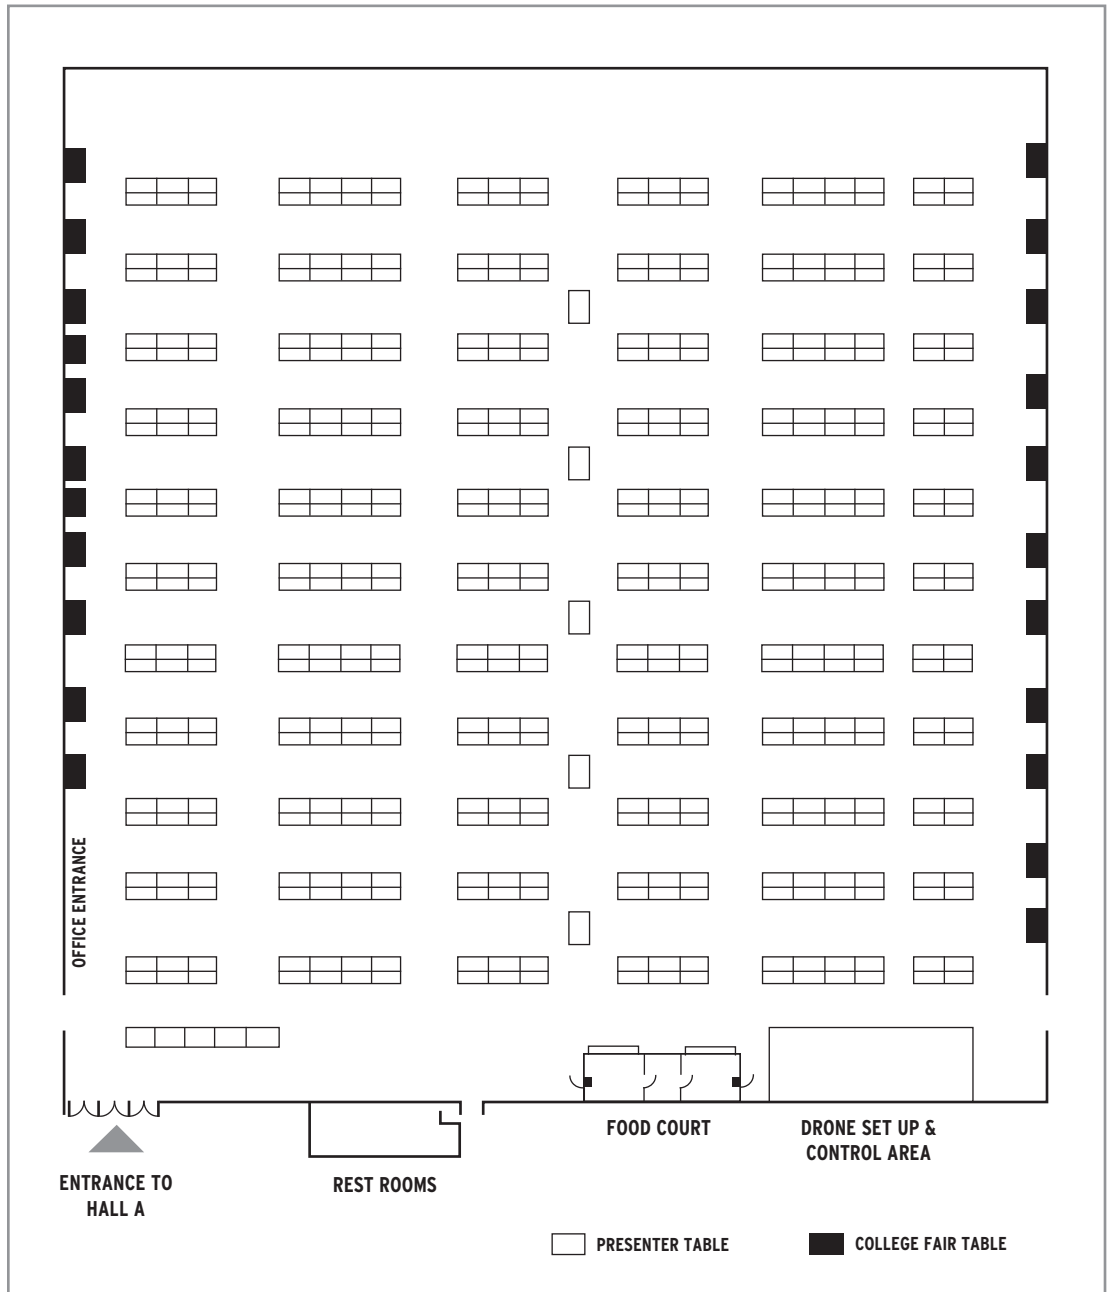 OFFICE ENTRANCE
FOOD COURT
DRONE SET UP &
CONTROL AREA
ENTRANCE TO
HALL A
REST ROOMS
PRESENTER TABLE
COLLEGE FAIR TABLE